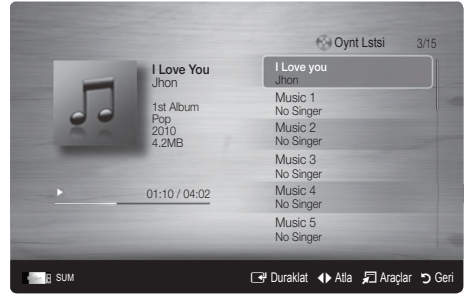 Oynt Lstsi 3/15
I Love You
Jhon
1st Album
Pop
2010
4.2MB
01:10 / 04:02
I Love you
Jhon
Music 1
No Singer
Music 2
No Singer
Music 3
No Singer
Music 4
No Singer
Music 5
No Singer
SUM
Duraklat Atla Araçlar Geri